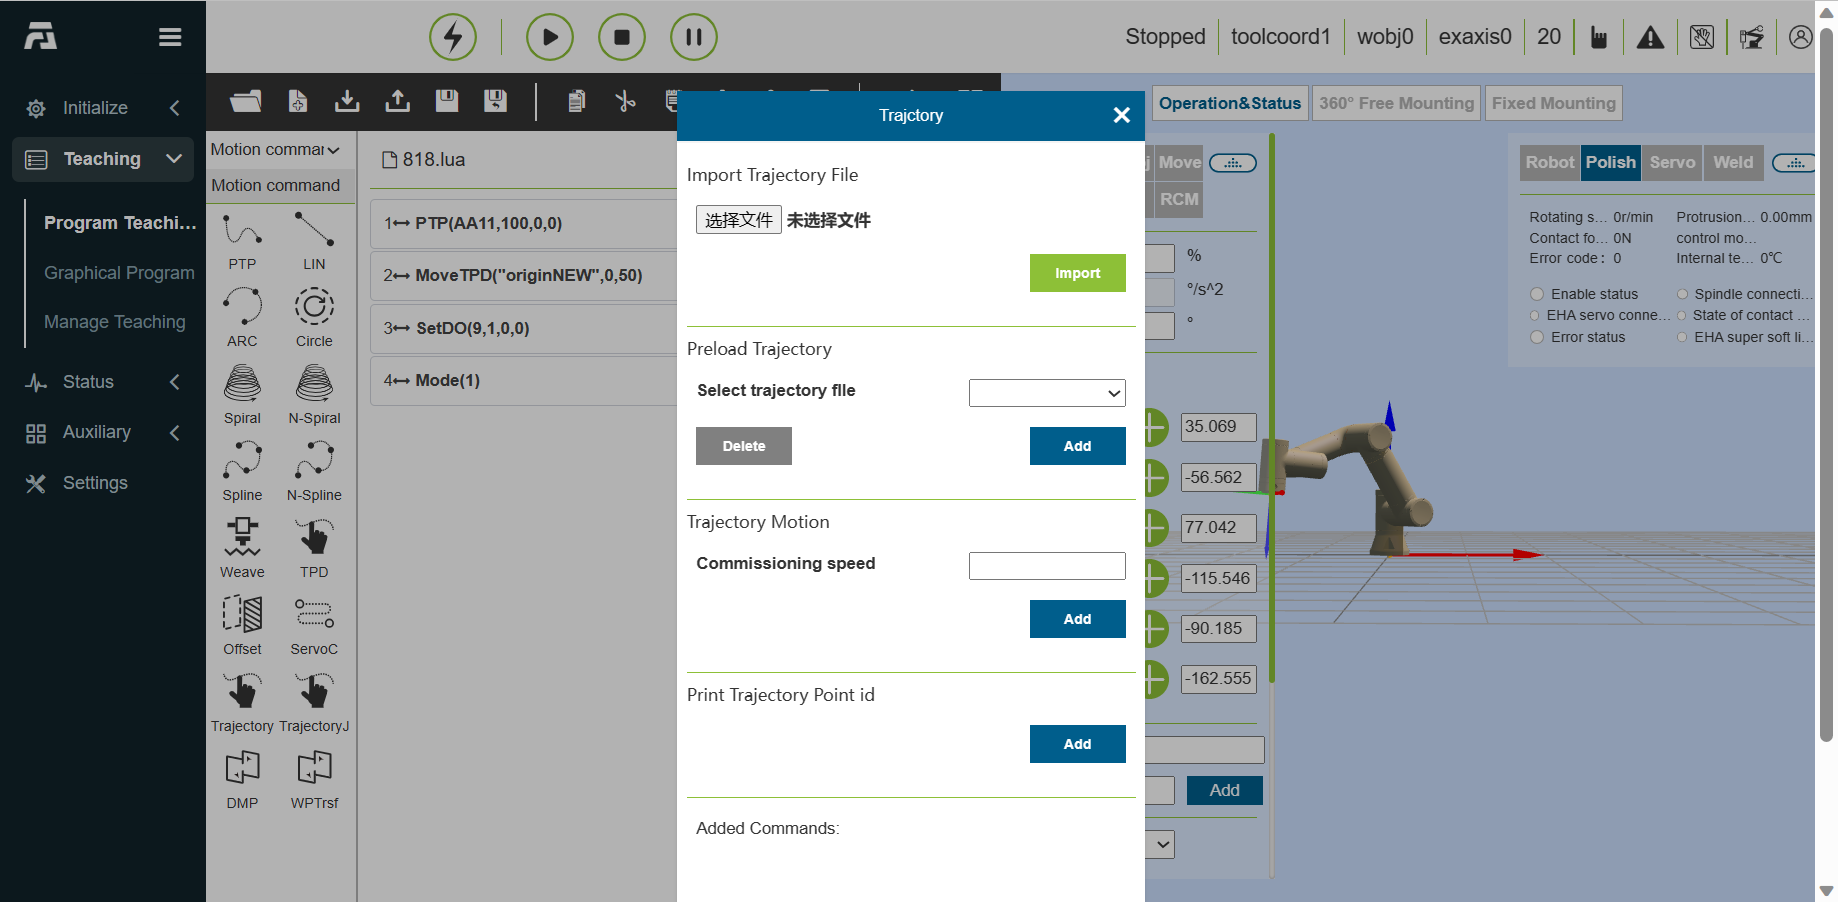 Stopped
toolcoord1
wobj0
exaxis0
20
Initialize
Teaching
Program Teachi...
Graphical Program
Manage Teaching
Status
Auxiliary
Settings
Motion commar
Motion command
PTP
LIN
ARC
Circle
Spiral
N-Spiral
Spline
N-Spline
Weave
TPD
Offset
ServoC
Trajectory
TrajectoryJ
DMP
WPTrsf
818.lua
1 PTP(AA11,100,0,0)
2 MoveTPD("originNEW",0,50)
3 SetDO(9,1,0,0)
4 Mode(1)
Trajctory
Import Trajectory File
选择文件 未选择文件
Import
Preload Trajectory
Select trajectory file
Delete
Add
Trajectory Motion
Commissioning speed
Add
Print Trajectory Point id
Add
Added Commands:
Operation&Status
360° Free Mounting
Fixed Mounting
Move
RCM
%
°/s^2
°
35.069
-56.562
77.042
-115.546
-90.185
-162.555
Add
Robot
Polish
Servo
Weld
Rotating s... 0r/min
Protrusion... 0.00mm
Contact fo... 0N
control mo...
Error code: 0
Internal te... 0℃
Enable status
Spindle connecti...
EHA servo conne...
State of contact ...
Error status
EHA super soft li...